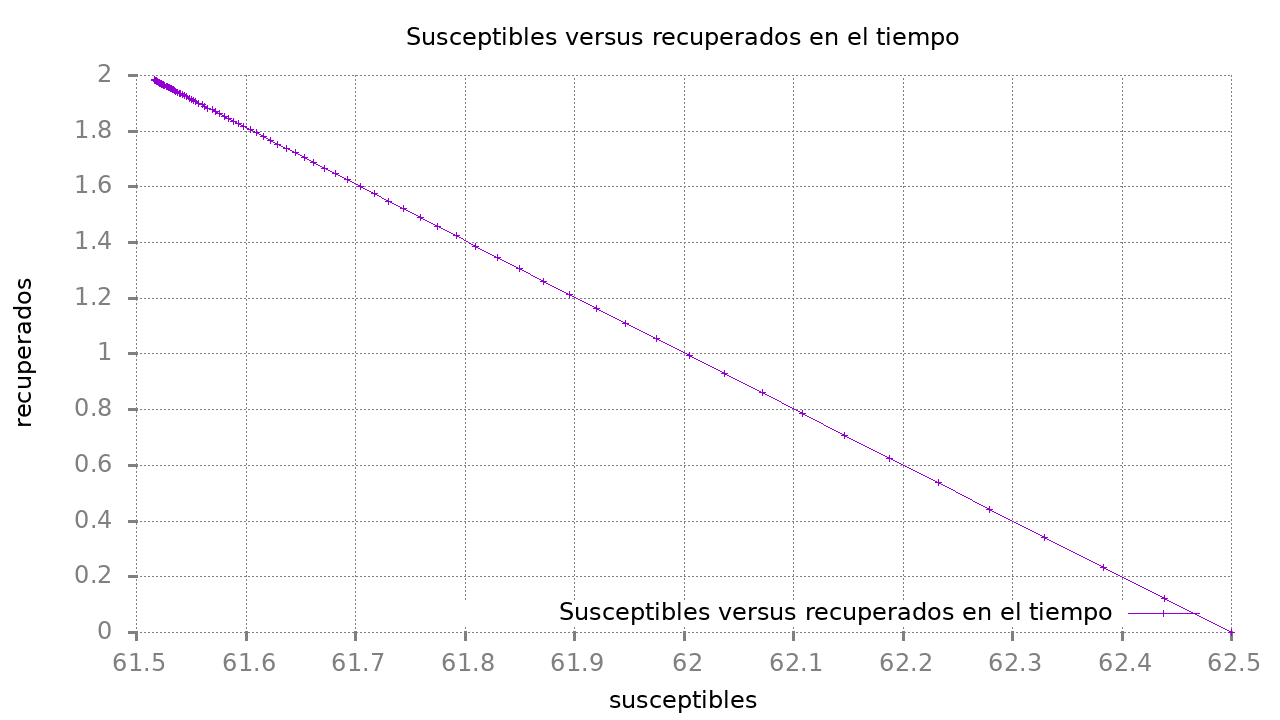 Susceptibles versus recuperados en el tiempo
2
1.8
1.6
1.4
1.2
1
0.8
0.6
0.4
0.2
0
recuperados
Susceptibles versus recuperados en el tiempo
61.5 61.6 61.7 61.8 61.9 62 62.1 62.2 62.3 62.4 62.5
susceptibles